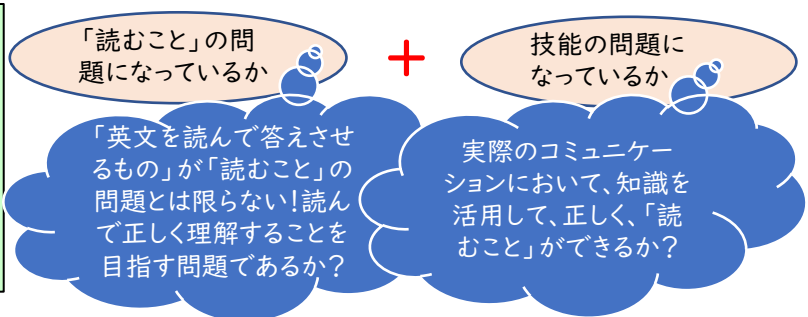 「読むこと」の問
題になっているか
+
技能の問題に
なっているか
「英文を読んで答えさせ
るもの」が「読むこと」の
問題とは限らない!読ん
で正しく理解することを
目指す問題であるか?
実際のコミュニケー
ションにおいて、知識を
活用して、正しく、「読
むこと」ができるか?